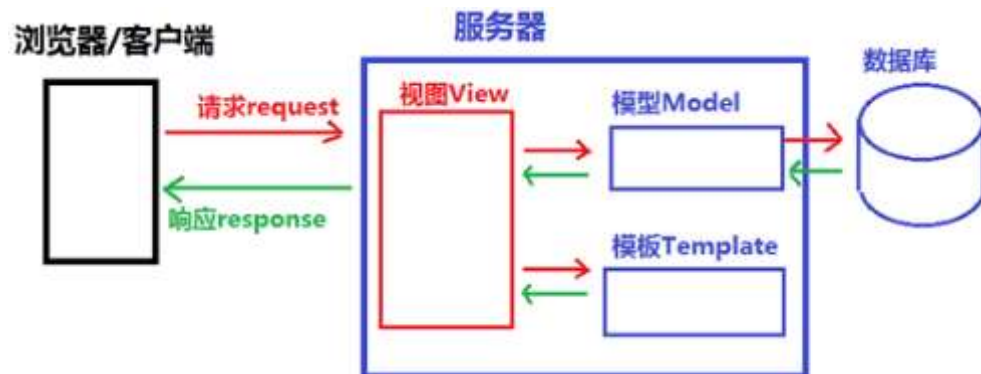 浏览器/客户端
服务器
数据库
请求request
视图View
模型Model
响应response
模板Template